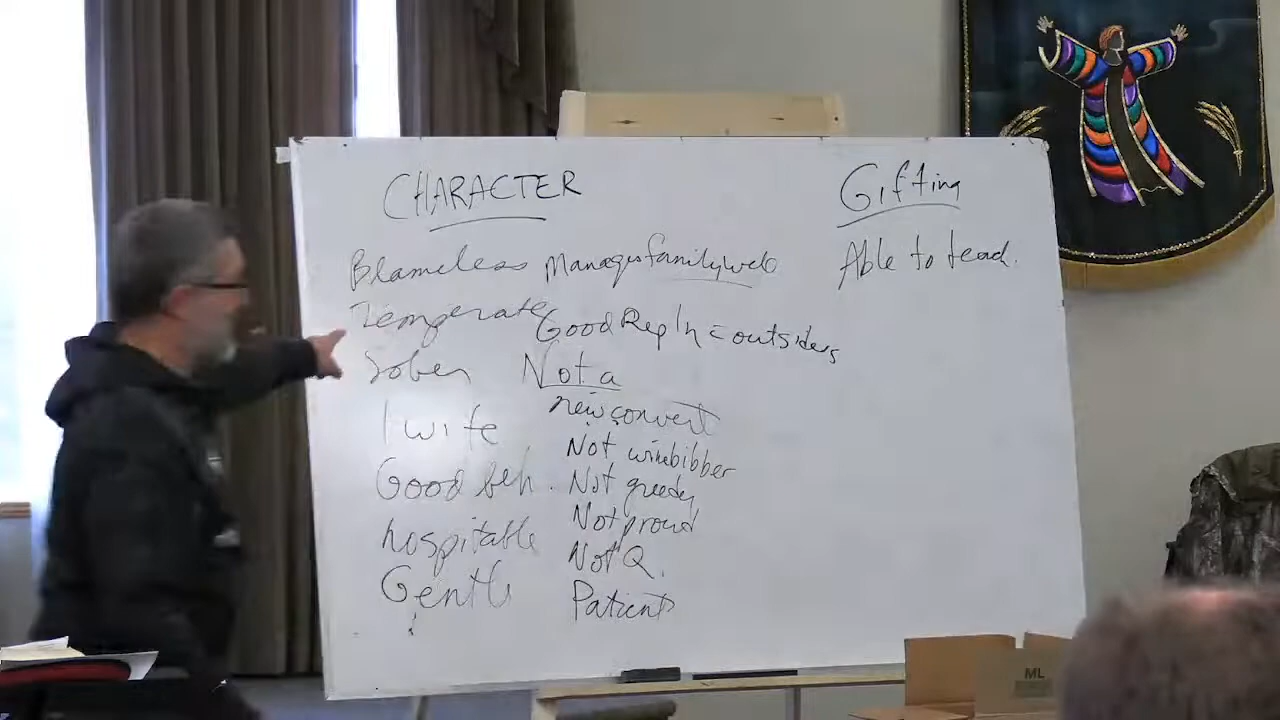 CHARACTER
Blameless
Temperate
Sober
1 wife
Good beh.
hospitable
Gentle
Manages family well
Good Rep outsiders
Not a
new convert
Not winebibber
Not greedy
Not proud
Not Q.
Patient
Gifting
Able to teach.
ML